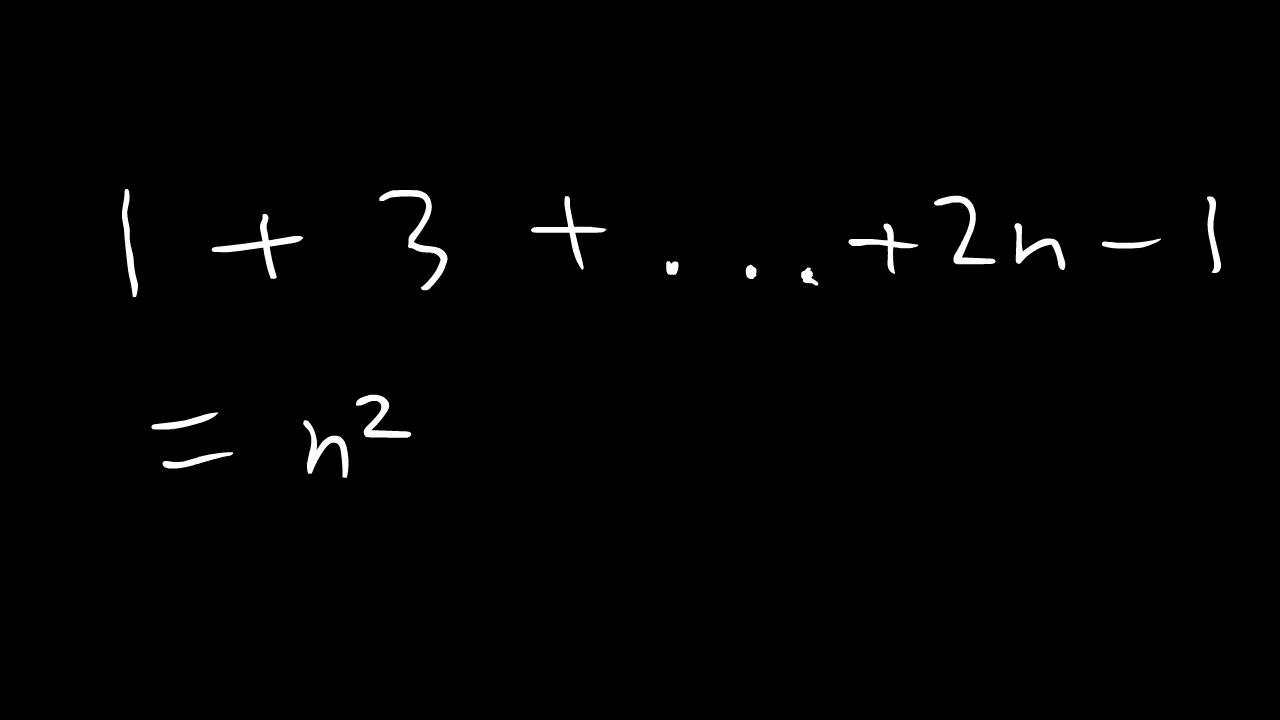 1 + 3 + ... + 2n - 1
= n²